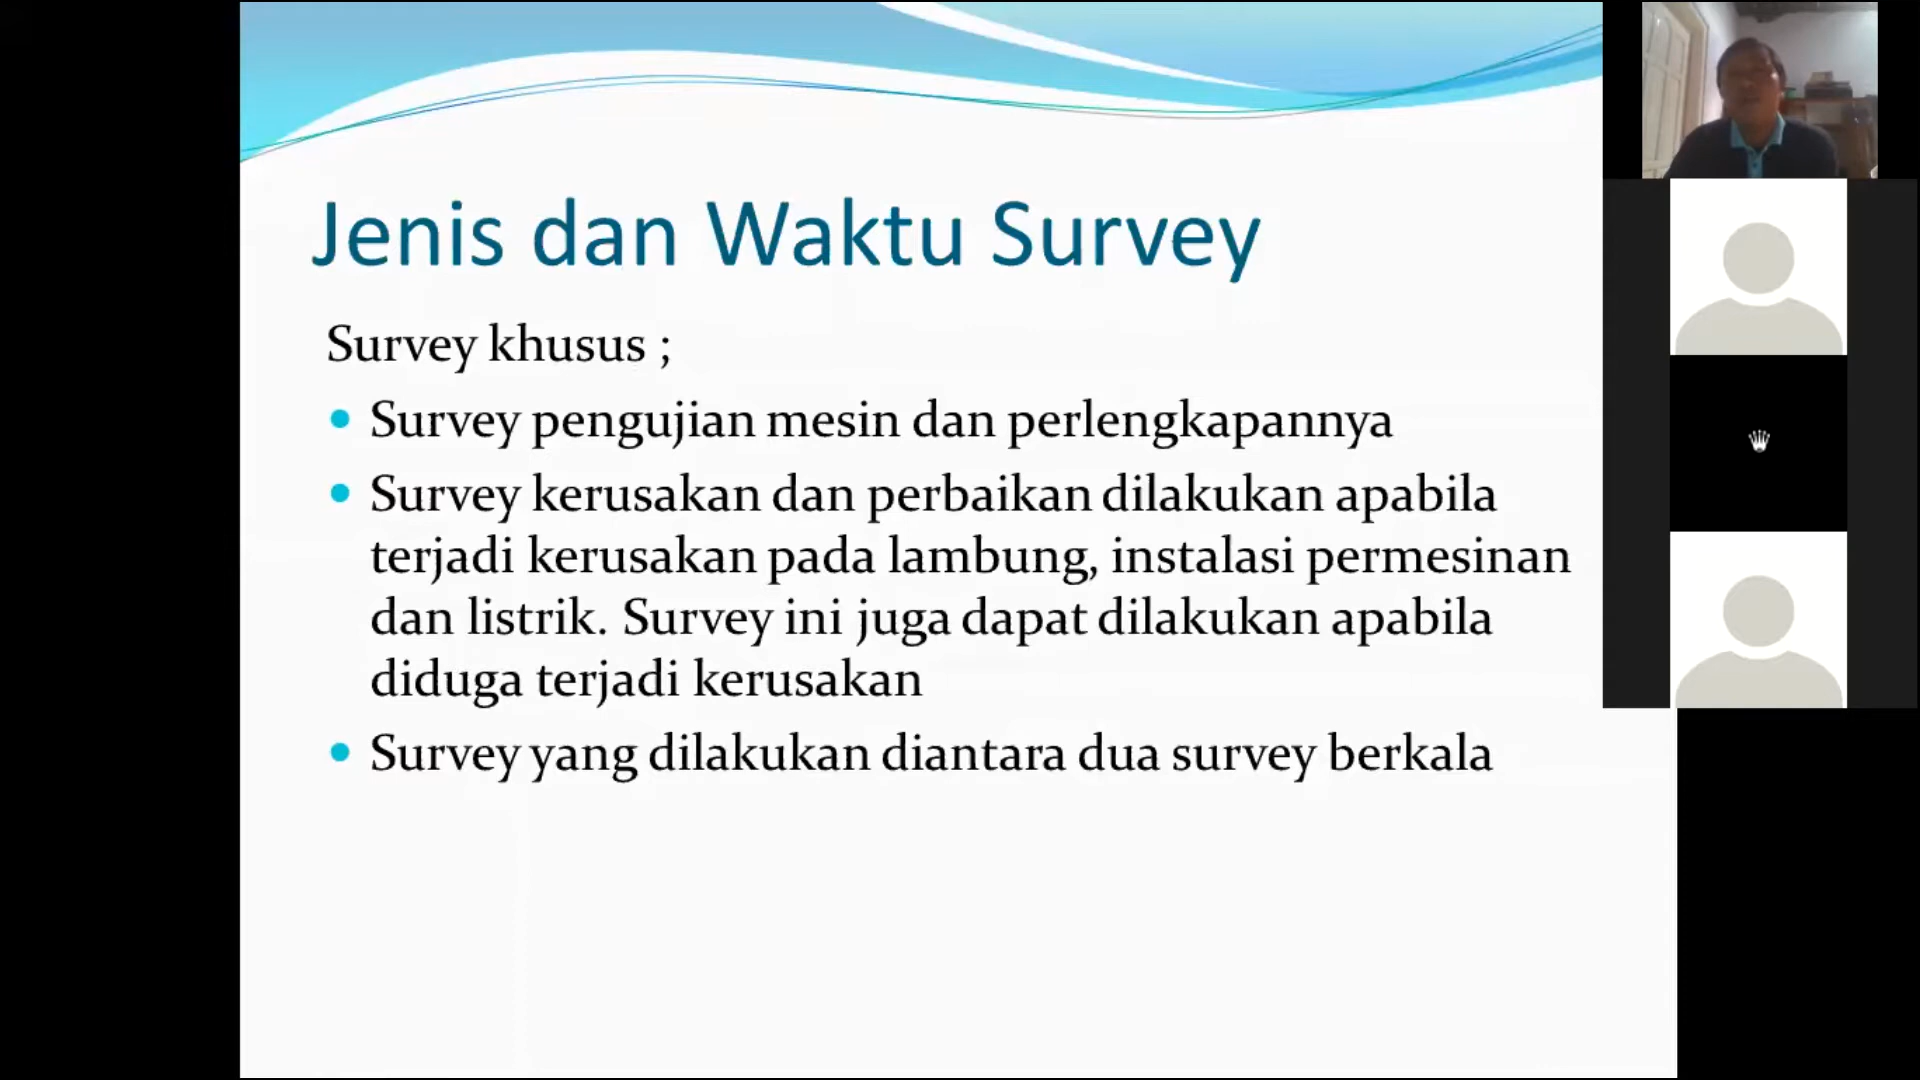 Jenis dan Waktu Survey
Survey khusus ;
Survey pengujian mesin dan perlengkapannya
Survey kerusakan dan perbaikan dilakukan apabila
terjadi kerusakan pada lambung, instalasi permesinan
dan listrik. Survey ini juga dapat dilakukan apabila
diduga terjadi kerusakan
Survey yang dilakukan diantara dua survey berkala